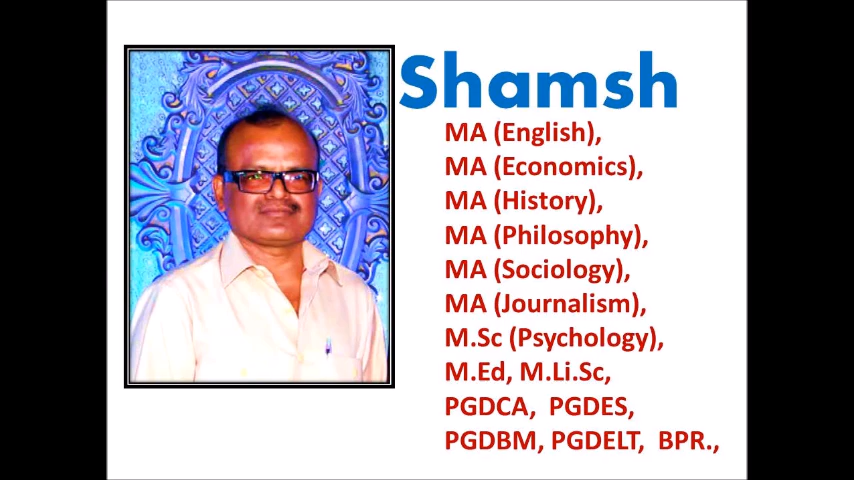 Shamsh
MA (English),
MA (Economics),
MA (History),
MA (Philosophy),
MA (Sociology),
MA (Journalism),
M.Sc (Psychology),
M.Ed, M.Li.Sc,
PGDCA, PGDES,
PGDBM, PGDELT, BPR.,